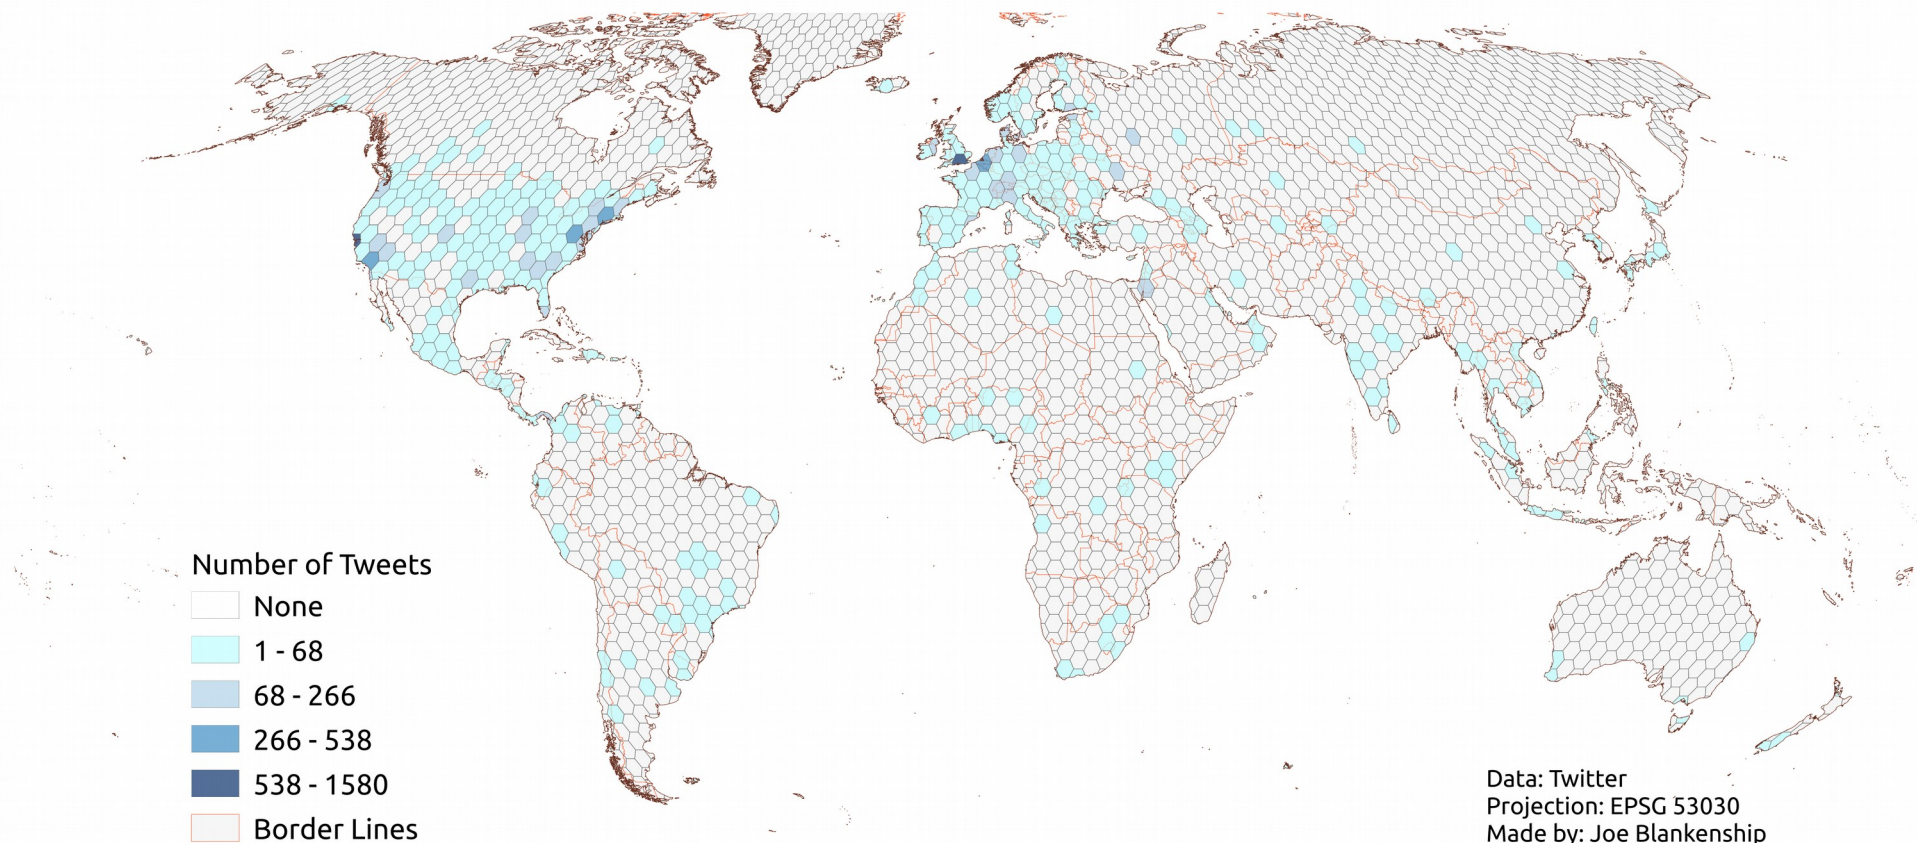 Number of Tweets
None
1 - 68
68 - 266
266 - 538
538 - 1580
Border Lines
Data: Twitter
Projection: EPSG 53030
Made by: Joe Blankenship